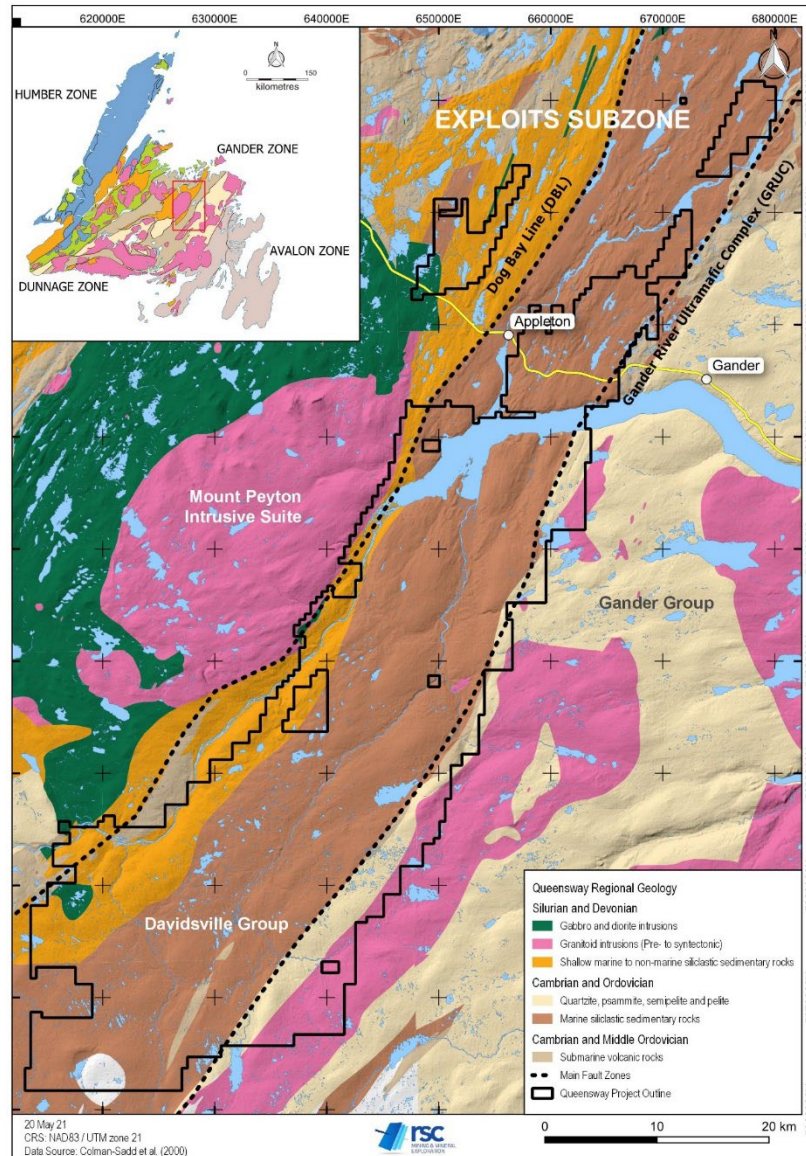 620000E
630000E
640000E
650000E
660000E
670000E
680000E
N
0
150
kilometres
HUMBER ZONE
GANDER ZONE
AVALON ZONE
DUNNAGE ZONE
N
EXPLOITS SUBZONE
Dog Bay Line (DBL)
Gander River Ultramafic Complex (GRUC)
Appleton
Gander
Mount Peyton
Intrusive Suite
Gander Group
Davidsville Group
Queensway Regional Geology
Silurian and Devonian
Gabbro and diorite intrusions
Granitoid intrusions (Pre- to syntectonic)
Shallow marine to non-marine siliclastic sedimentary rocks
Cambrian and Ordovician
Quartzite, psammite, semipelite and pelite
Marine siliclastic sedimentary rocks
Cambrian and Middle Ordovician
Submarine volcanic rocks
Main Fault Zones
Queensway Project Outline
20 May 21
CRS: NAD83 / UTM zone 21
Data Source: Colman-Sadd et al. (2000)
rsc
MINING & MINERAL
EXPLORATION
0
10
20 km